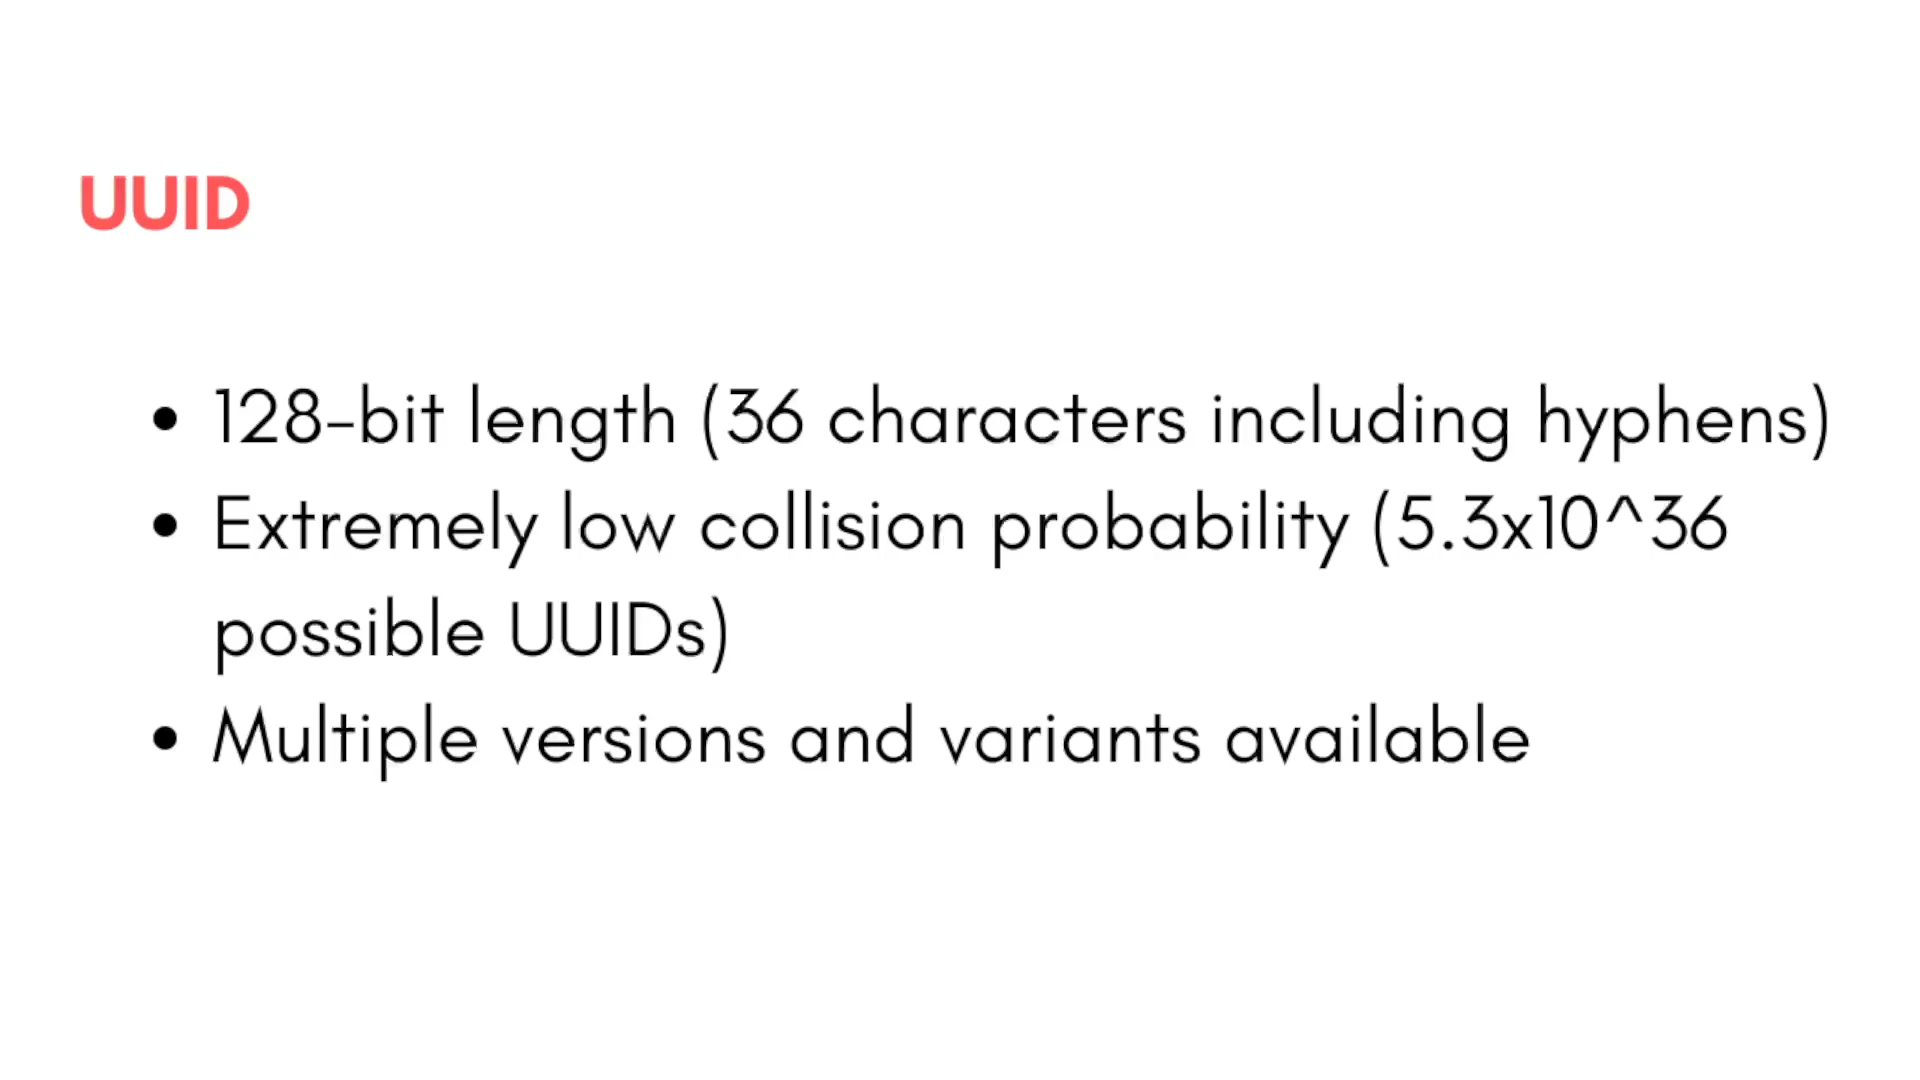 UUID
• 128-bit length (36 characters including hyphens)
• Extremely low collision probability (5.3x10^36
possible UUIDs)
• Multiple versions and variants available